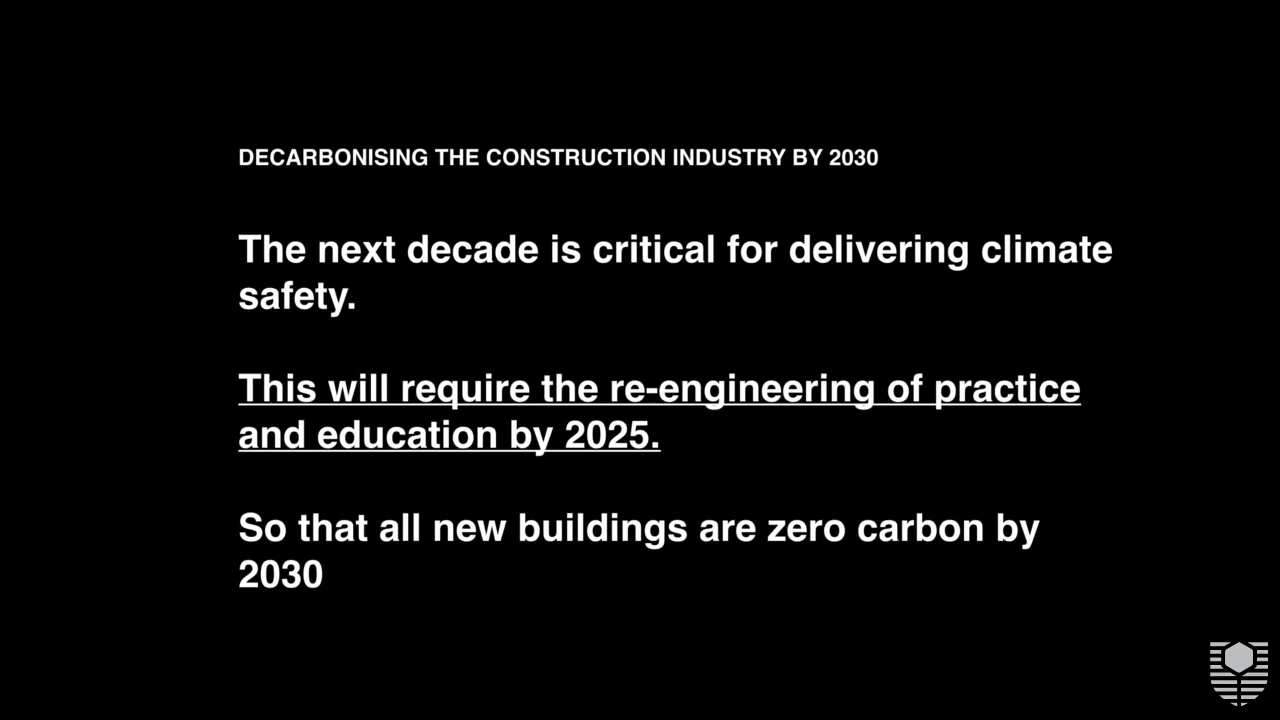 DECARBONISING THE CONSTRUCTION INDUSTRY BY 2030
The next decade is critical for delivering climate
safety.
This will require the re-engineering of practice
and education by 2025.
So that all new buildings are zero carbon by
2030